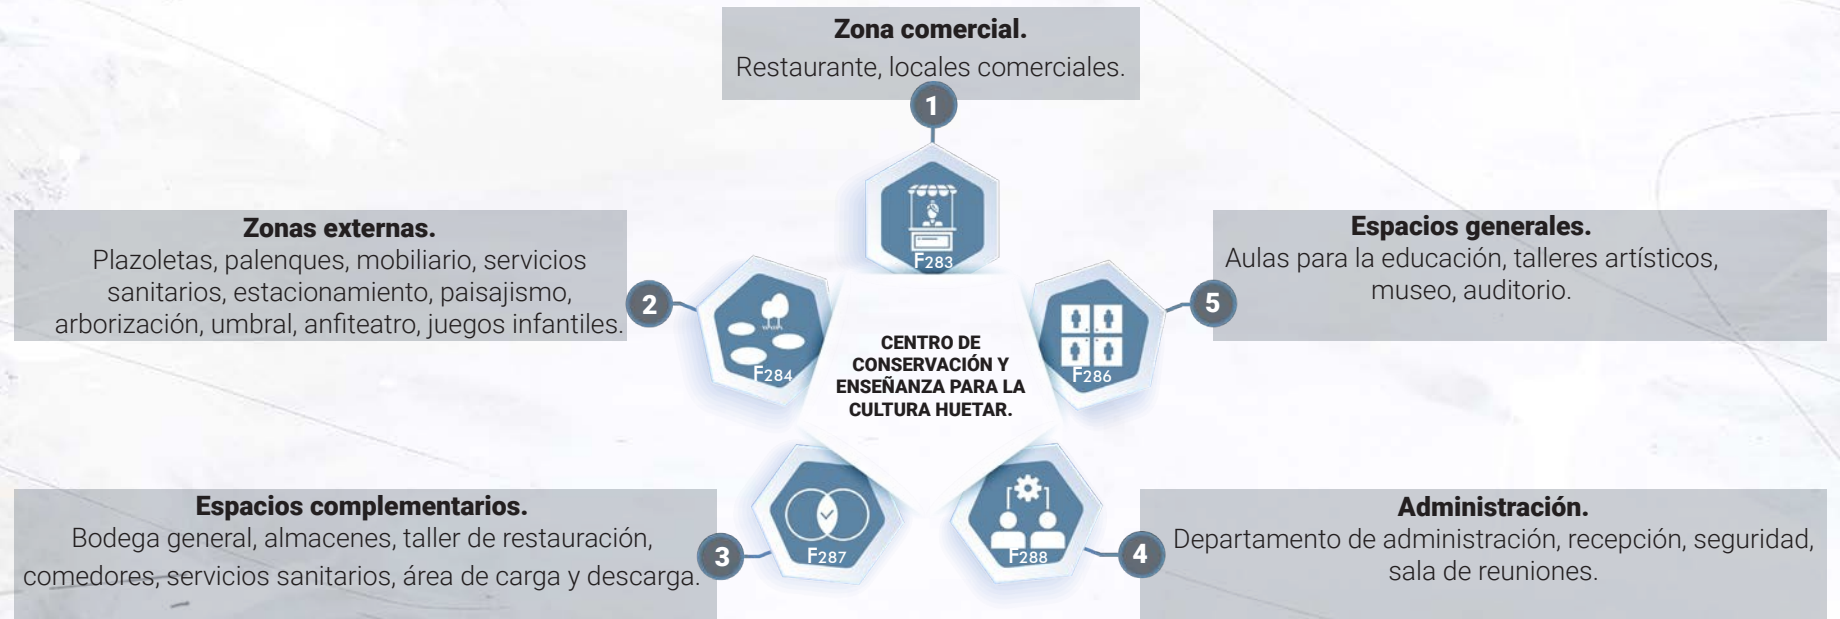 Zona comercial.
Restaurante, locales comerciales.
1
F283
Zonas externas.
Plazoletas, palenques, mobiliario, servicios
sanitarios, estacionamiento, paisajismo,
arborización, umbral, anfiteatro, juegos infantiles.
2
F284
Espacios generales.
Aulas para la educación, talleres artísticos,
museo, auditorio.
5
F286
CENTRO DE
CONSERVACIÓN Y
ENSEÑANZA PARA LA
CULTURA HUETAR.
Espacios complementarios.
Bodega general, almacenes, taller de restauración,
comedores, servicios sanitarios, área de carga y descarga.
3
F287
Administración.
Departamento de administración, recepción, seguridad,
sala de reuniones.
4
F288